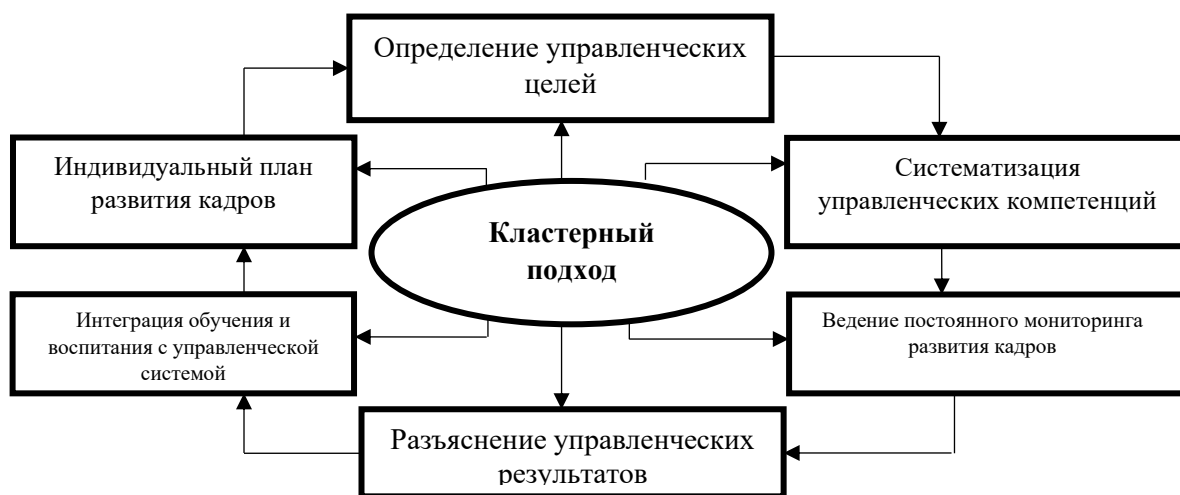 Определение управленческих
целей
Индивидуальный план
развития кадров
Систематизация
управленческих компетенций
Кластерный
подход
Интеграция обучения и
воспитания с управленческой
системой
Ведение постоянного мониторинга
развития кадров
Разъяснение управленческих
результатов